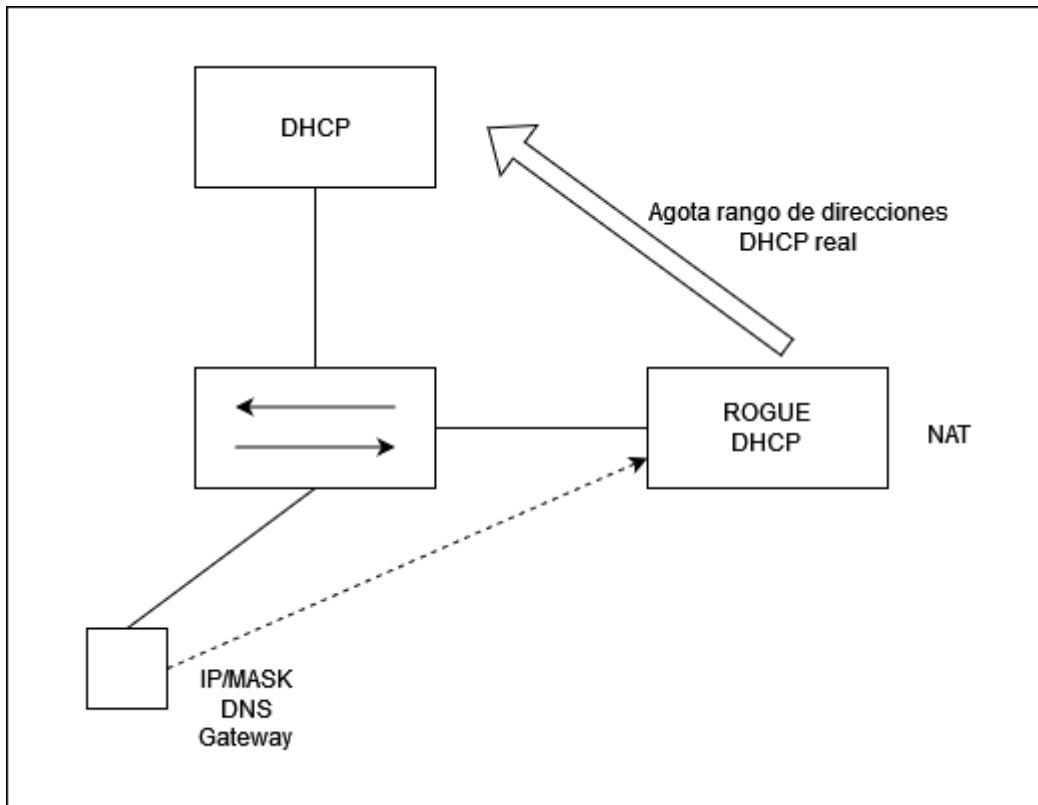 DHCP
Agota rango de direcciones
DHCP real
ROGUE
DHCP
NAT
IP/MASK
DNS
Gateway